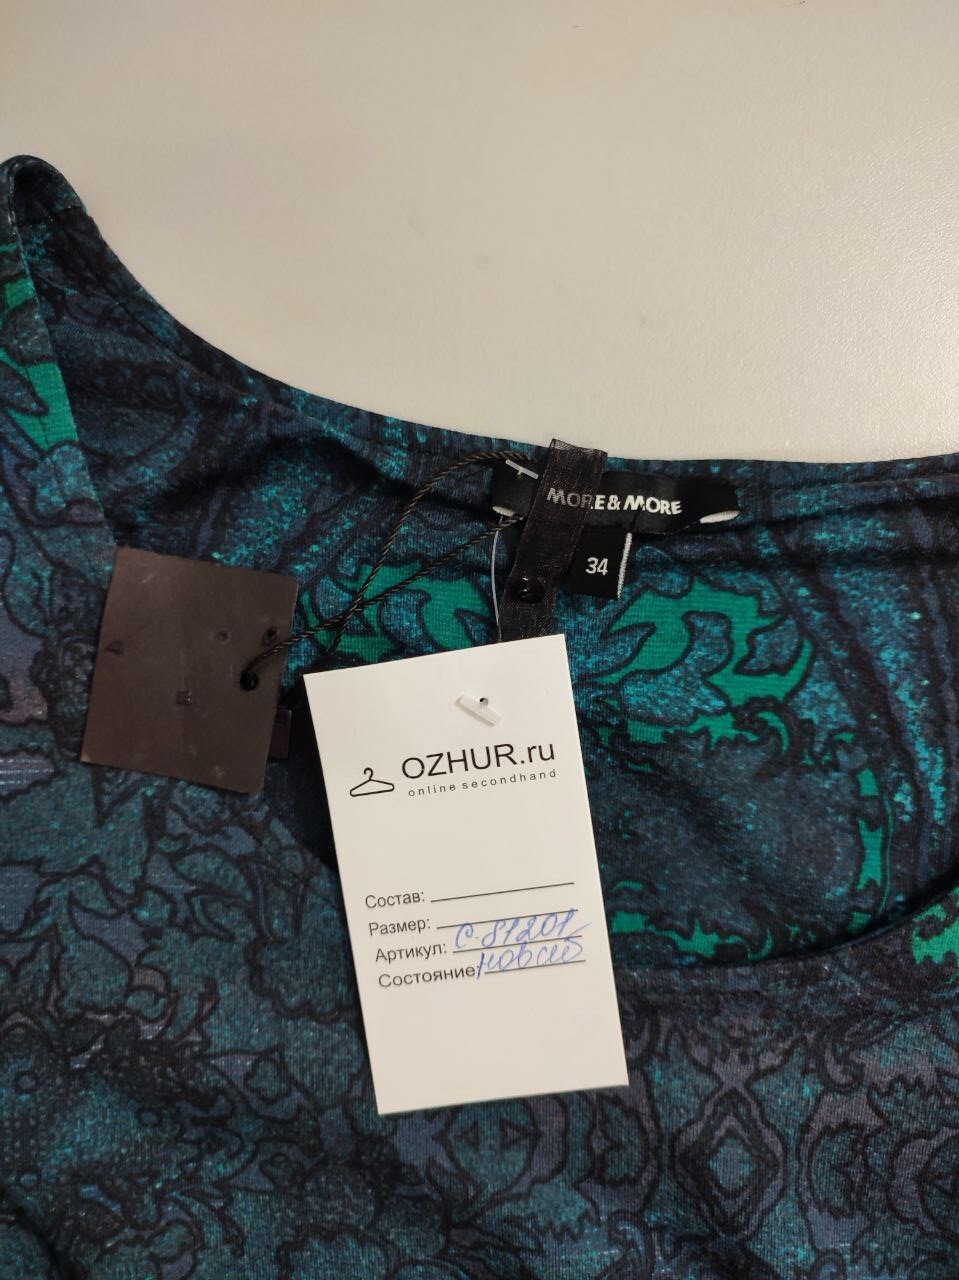 MORE & MORE
34
OZHUR.ru
online secondhand
Состав:
Размер:
Артикул: С-81201
Состояние: новое